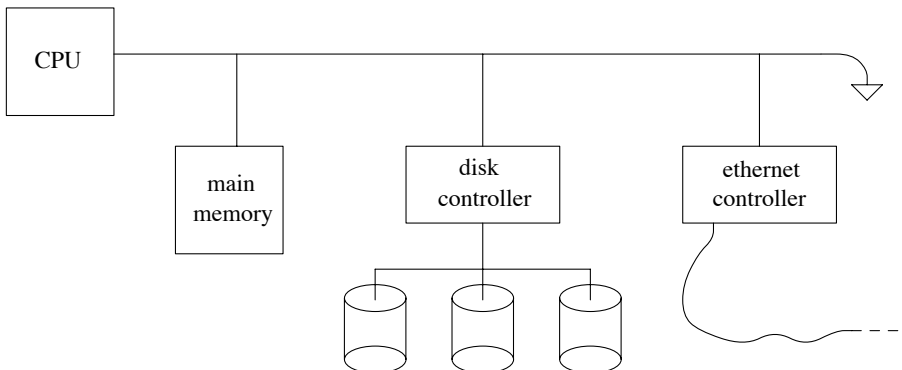 CPU
main
memory
disk
controller
ethernet
controller